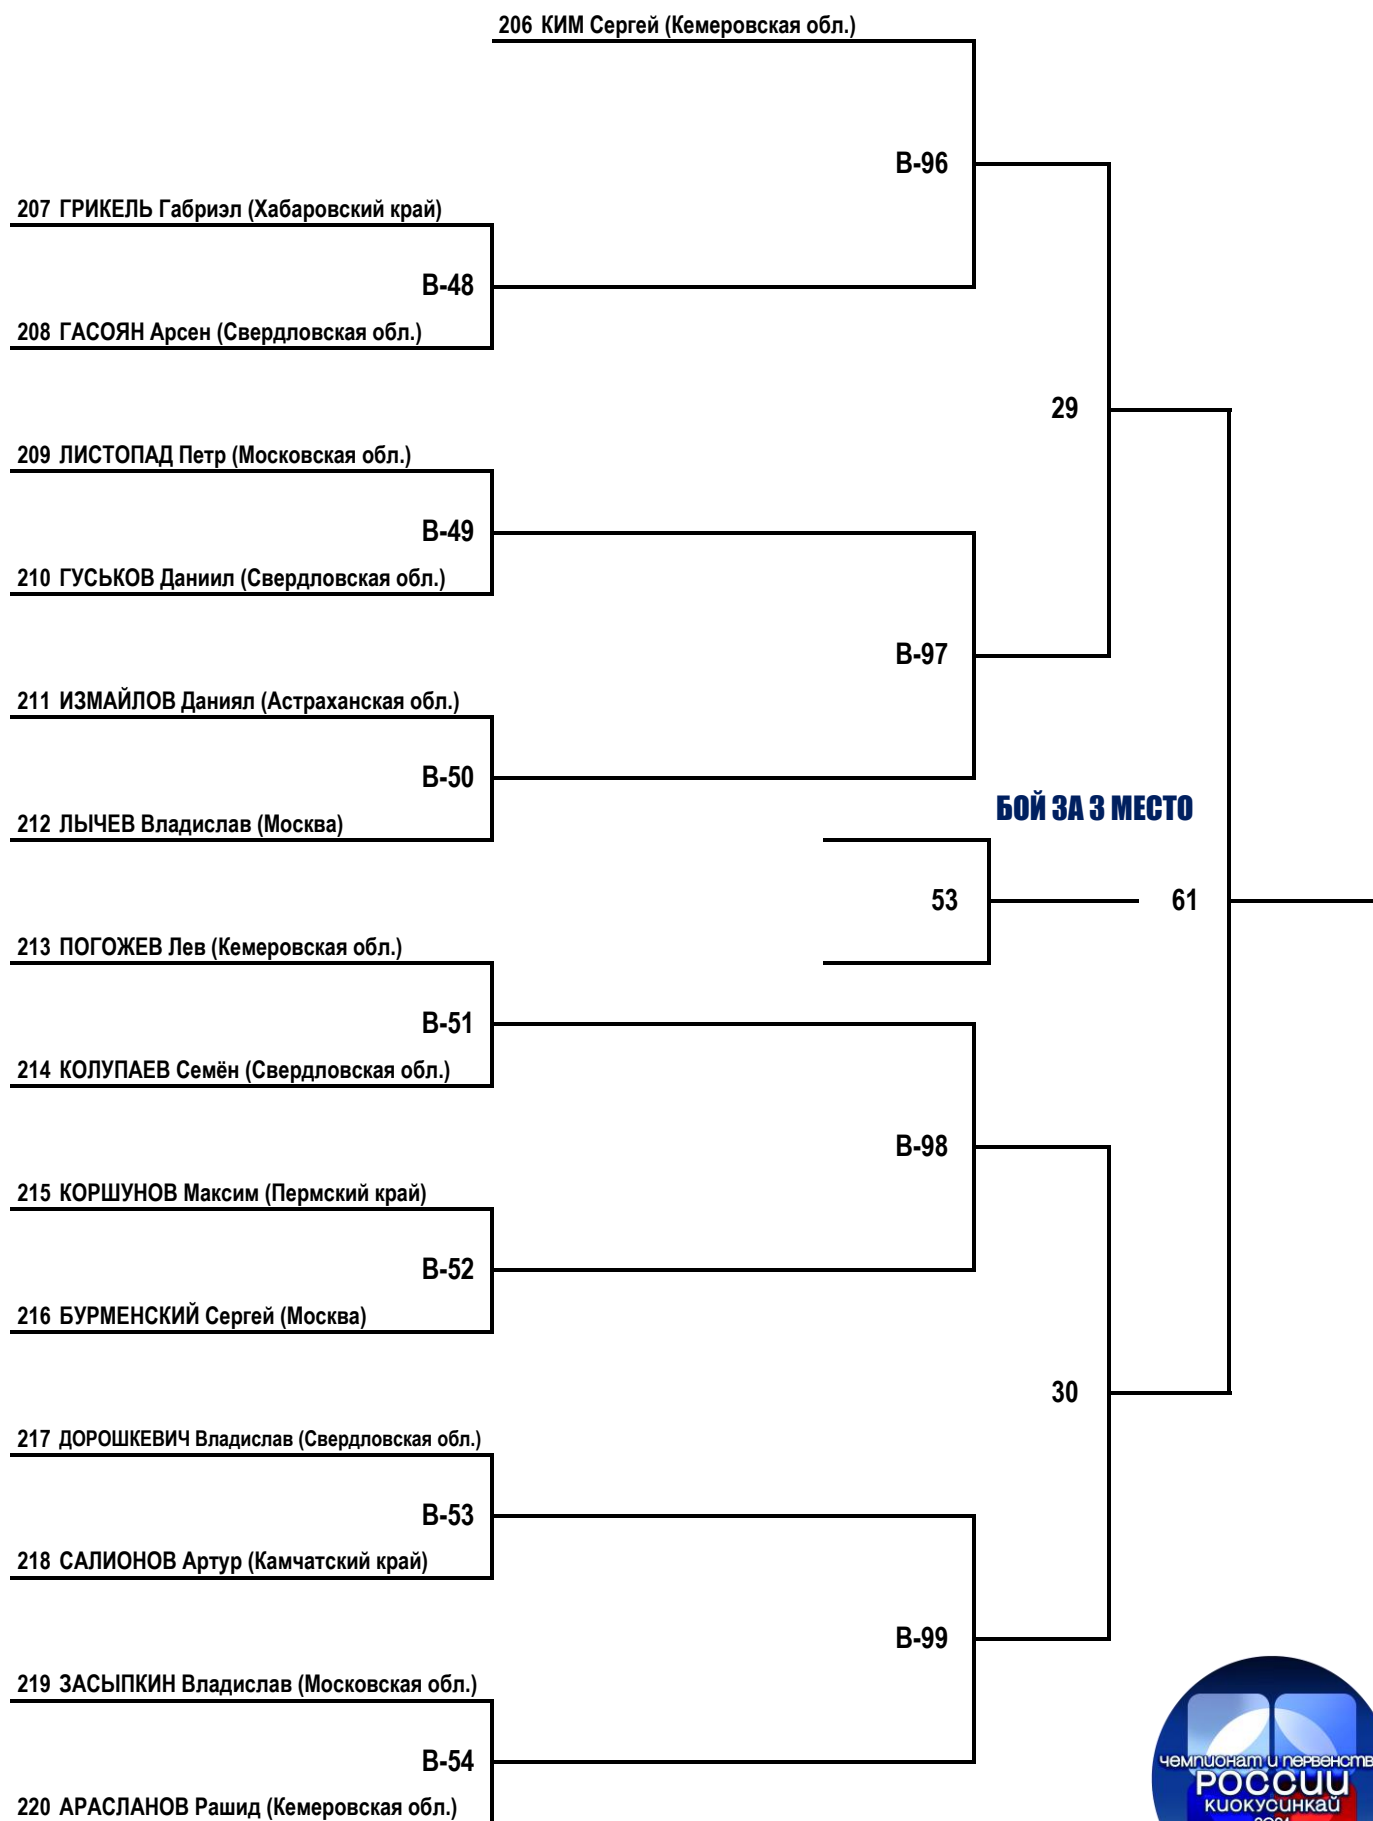 206 КИМ Сергей (Кемеровская обл.)
B-96
207 ГРИКЕЛЬ Габриэл (Хабаровский край)
B-48
208 ГАСОЯН Арсен (Свердловская обл.)
29
209 ЛИСТОПАД Петр (Московская обл.)
B-49
210 ГУСЬКОВ Даниил (Свердловская обл.)
B-97
211 ИЗМАЙЛОВ Даниял (Астраханская обл.)
B-50
БОЙ ЗА 3 МЕСТО
212 ЛЫЧЕВ Владислав (Москва)
53
61
213 ПОГОЖЕВ Лев (Кемеровская обл.)
B-51
214 КОЛУПАЕВ Семён (Свердловская обл.)
B-98
215 КОРШУНОВ Максим (Пермский край)
B-52
216 БУРМЕНСКИЙ Сергей (Москва)
30
217 ДОРОШКЕВИЧ Владислав (Свердловская обл.)
B-53
218 САЛИОНОВ Артур (Камчатский край)
B-99
219 ЗАСЫПКИН Владислав (Московская обл.)
B-54
чемпионат и первенств
РОССИИ
киокусинкай
220 АРАСЛАНОВ Рашид (Кемеровская обл.)